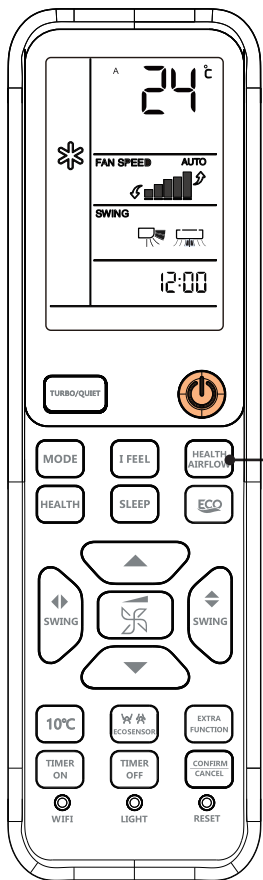 A 24 °C
FAN SPEED AUTO
SWING
12:00
TURBO/QUIET
MODE I FEEL HEALTH AIRFLOW
HEALTH SLEEP ECO
SWING SWING
10°C ECOSENSOR EXTRA FUNCTION
TIMER ON TIMER OFF CONFIRM CANCEL
WIFI LIGHT RESET